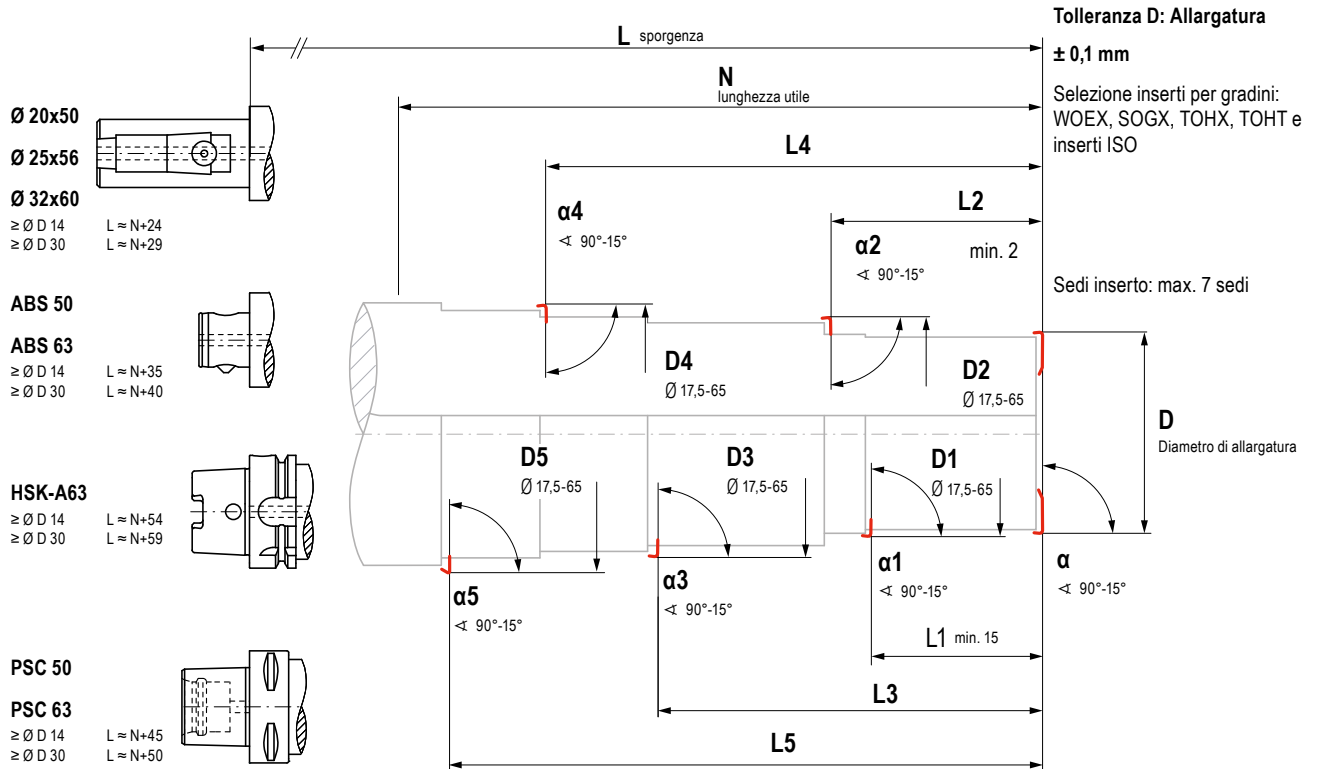 L sporgenza
N
lunghezza utile
L4
L2
min. 2
Tolleranza D: Allargatura
± 0,1 mm
Selezione inserti per gradini:
WOEX, SOGX, TOHX, TOHT e
inserti ISO
Sedi inserto: max. 7 sedi
Ø 20x50
Ø 25x56
Ø 32x60
≥ Ø D 14 L ≈ N+24
≥ Ø D 30 L ≈ N+29
ABS 50
ABS 63
≥ Ø D 14 L ≈ N+35
≥ Ø D 30 L ≈ N+40
HSK-A63
≥ Ø D 14 L ≈ N+54
≥ Ø D 30 L ≈ N+59
PSC 50
PSC 63
≥ Ø D 14 L ≈ N+45
≥ Ø D 30 L ≈ N+50
α4
∢ 90°-15°
α2
∢ 90°-15°
D4
Ø 17,5-65
D2
Ø 17,5-65
D
Diametro di allargatura
D5
Ø 17,5-65
D3
Ø 17,5-65
D1
Ø 17,5-65
α5
∢ 90°-15°
α3
∢ 90°-15°
α1
∢ 90°-15°
α
∢ 90°-15°
L1 min. 15
L3
L5